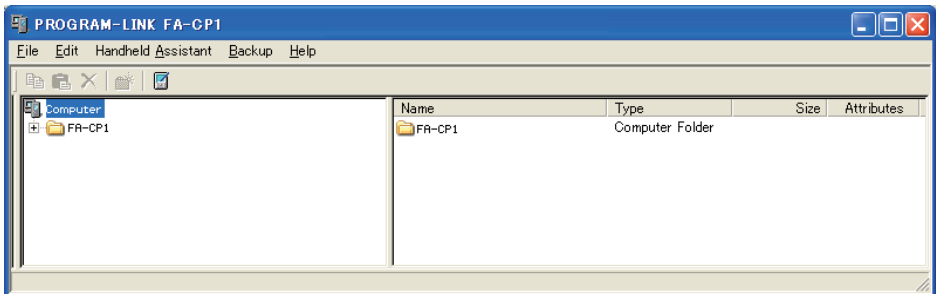 PROGRAM-LINK FA-CP1
File Edit Handheld Assistant Backup Help
Computer
FA-CP1
Name Type Size Attributes
FA-CP1 Computer Folder